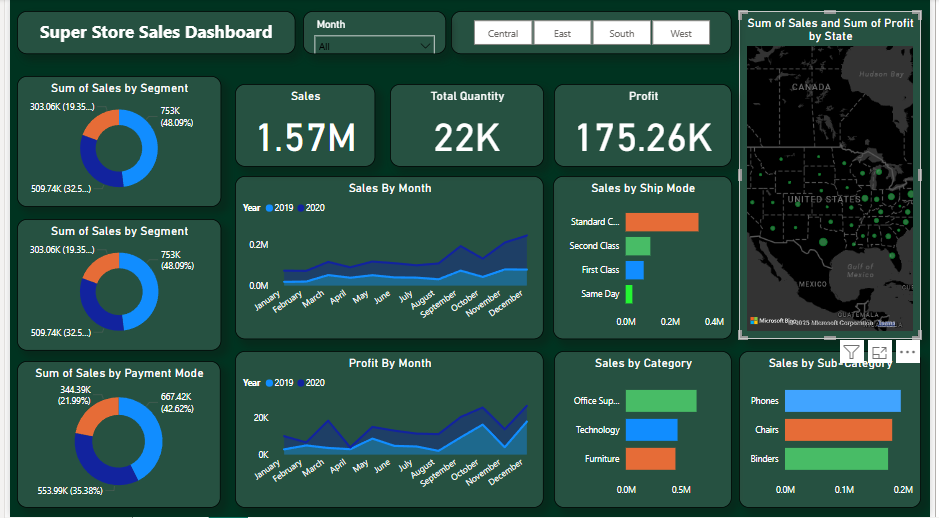 Super Store Sales Dashboard
Month
All
Central
East
South
West
Sum of Sales and Sum of Profit
by State
Hudson Bay
CANADA
UNITED STATES
Gulf of
Mexico
MEXICO
GUATEMALA
Microsoft Bing
©2025 Microsoft Corporation Terms
Sum of Sales by Segment
303.06K (19.35...)
753K
(48.09%)
509.74K (32.5...)
Sales
1.57M
Total Quantity
22K
Profit
175.26K
Sum of Sales by Segment
303.06K (19.35...)
753K
(48.09%)
509.74K (32.5...)
Sales By Month
Year 2019 2020
0.2M
0.0M
January
February
March
April
May
June
July
August
September
October
November
December
Sales by Ship Mode
Standard C...
Second Class
First Class
Same Day
0.0M 0.2M 0.4M
Sum of Sales by Payment Mode
344.39K
(21.99%)
667.42K
(42.62%)
553.99K (35.38%)
Profit By Month
Year 2019 2020
20K
0K
January
February
March
April
May
June
July
August
September
October
November
December
Sales by Category
Office Sup...
Technology
Furniture
0.0M 0.5M
Sales by Sub-Category
Phones
Chairs
Binders
0.0M 0.1M 0.2M